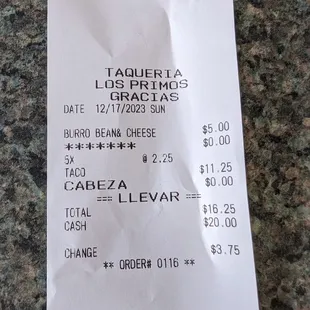 TAQUERIA
LOS PRIMOS
GRACIAS
DATE 12/17/2023 SUN
BURRO BEAN& CHEESE $5.00
******* $0.00
5X @ 2.25
TACO $11.25
CABEZA $0.00
=== LLEVAR ===
TOTAL $16.25
CASH $20.00
CHANGE $3.75
** ORDER# 0116 **